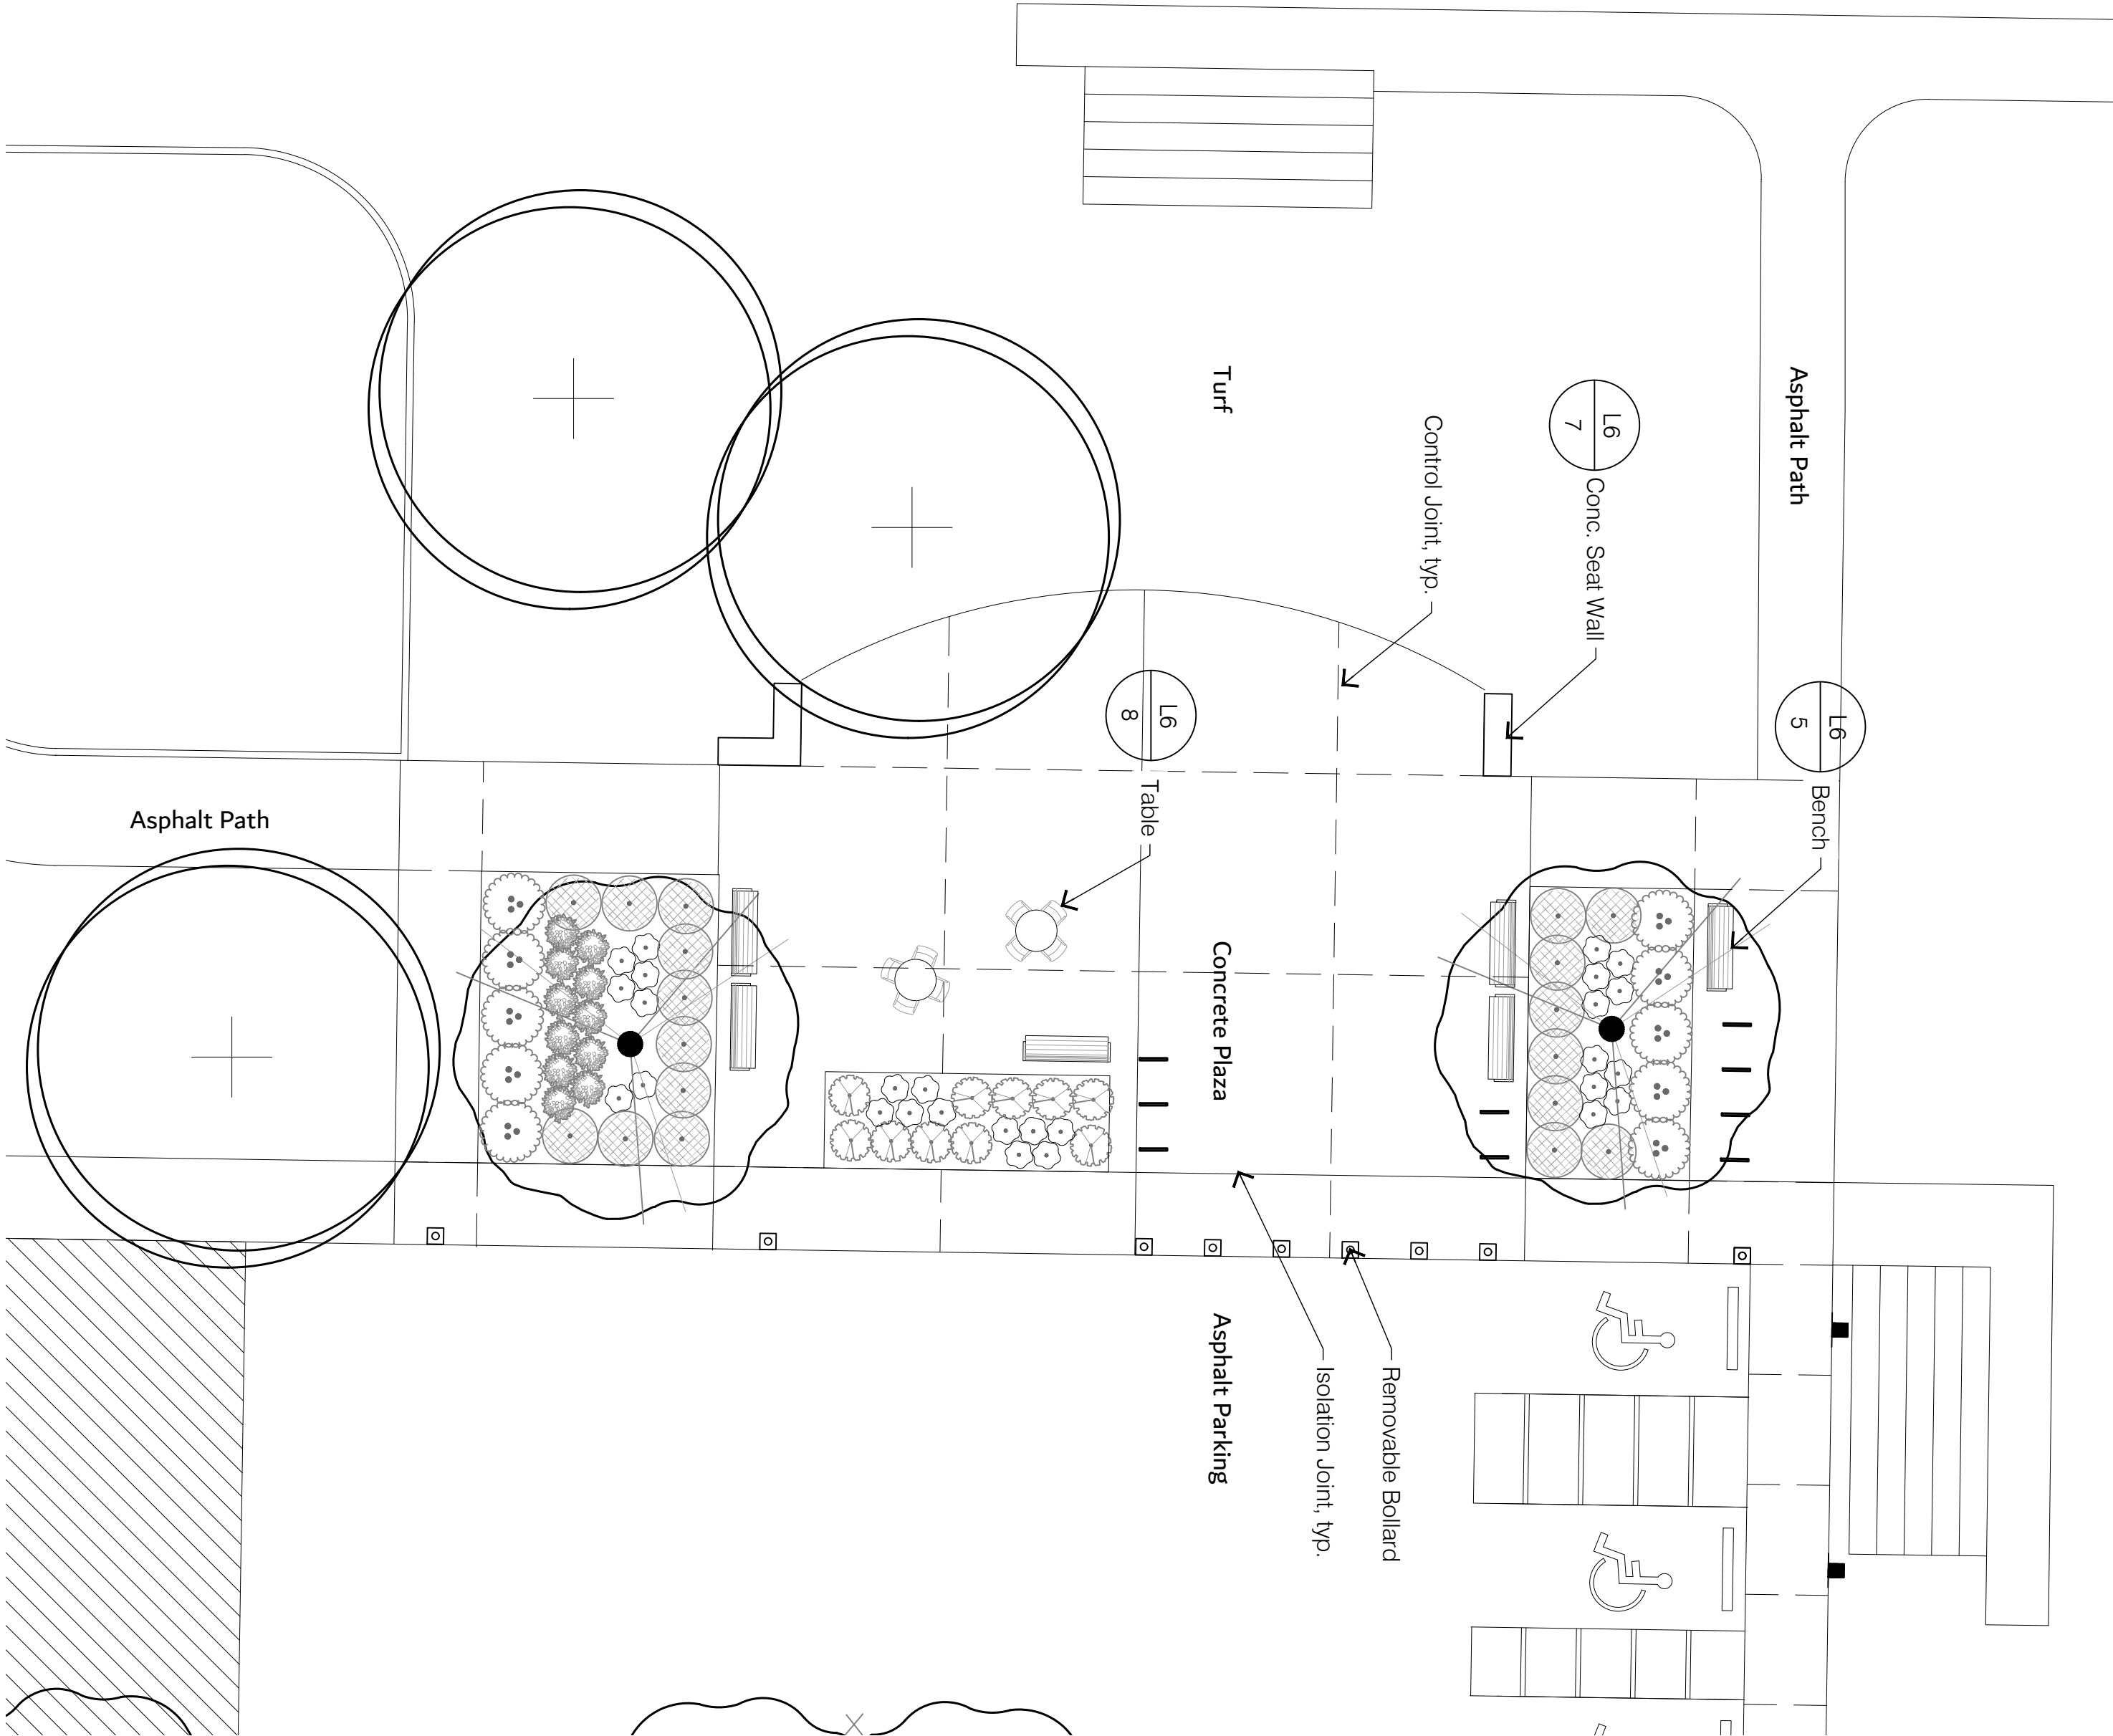 Turf
Asphalt Path
L6
7
Conc. Seat Wall
Control Joint, typ.
L6
8
Table
L6
5
Bench
Asphalt Path
Concrete Plaza
Asphalt Parking
Isolation Joint, typ.
Removable Bollard